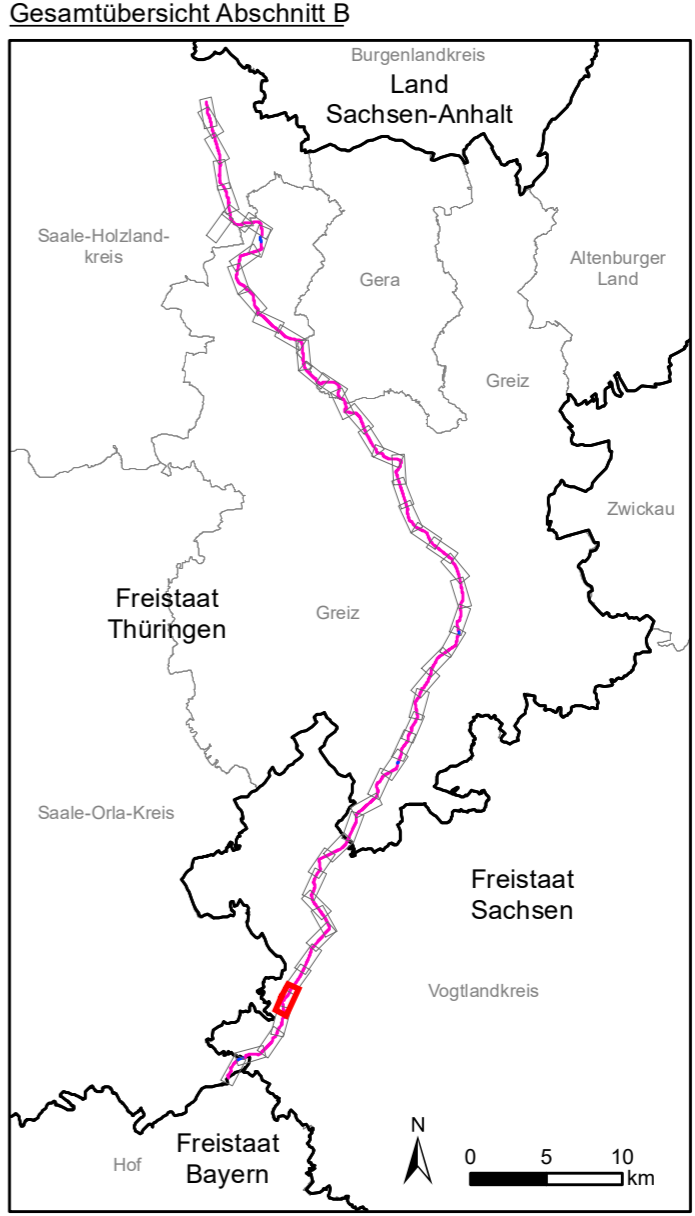 Gesamtübersicht Abschnitt B
Burgenlandkreis
Land
Sachsen-Anhalt
Saale-Holzland-
kreis
Altenburger
Land
Gera
Greiz
Zwickau
Freistaat
Thüringen
Greiz
Saale-Orla-Kreis
Freistaat
Sachsen
Vogtlandkreis
Freistaat
Bayern
Hof
N
0 5 10
km